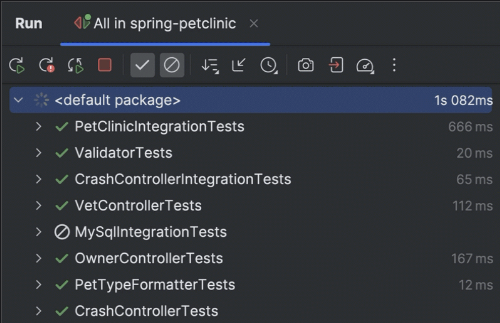 Run All in spring-petclinic
<default package> 1s 082ms
PetClinicIntegrationTests 666 ms
ValidatorTests 20 ms
CrashControllerIntegrationTests 65 ms
VetControllerTests 112 ms
MySqlIntegrationTests
OwnerControllerTests 167 ms
PetTypeFormatterTests 12 ms
CrashControllerTests